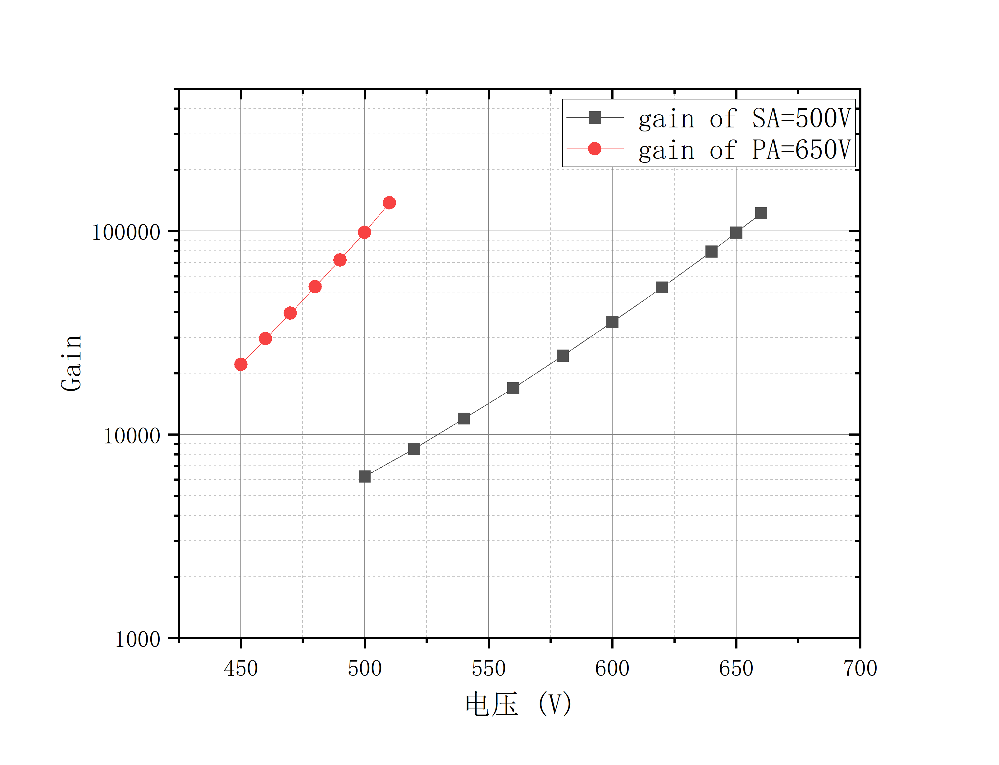 gain of SA=500V
gain of PA=650V
100000
10000
1000
Gain
450 500 550 600 650 700
电压 (V)